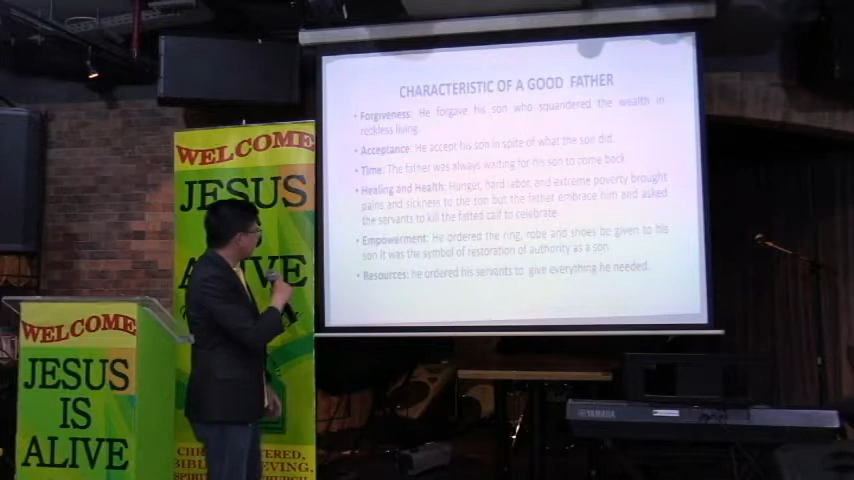 CHARACTERISTIC OF A GOOD FATHER
• Forgiveness: He forgave his son who squandered the wealth in
reckless living.
• Acceptance: He accept his son in spite of what the son did.
• Time: The father was always waiting for his son to come back.
• Healing and Health: Hunger, hard labor, and extreme poverty brought
pains and sickness to the son but the father embrace him and asked
the servants to kill the fatted calf to celebrate.
• Empowerment: He ordered the ring, robe and shoes be given to his
son it was the symbol of restoration of authority as a son.
• Resources: he ordered his servants to give everything he needed.
WELCOME
JESUS
ALIVE
WELCOME
JESUS
IS
ALIVE
YAMAHA